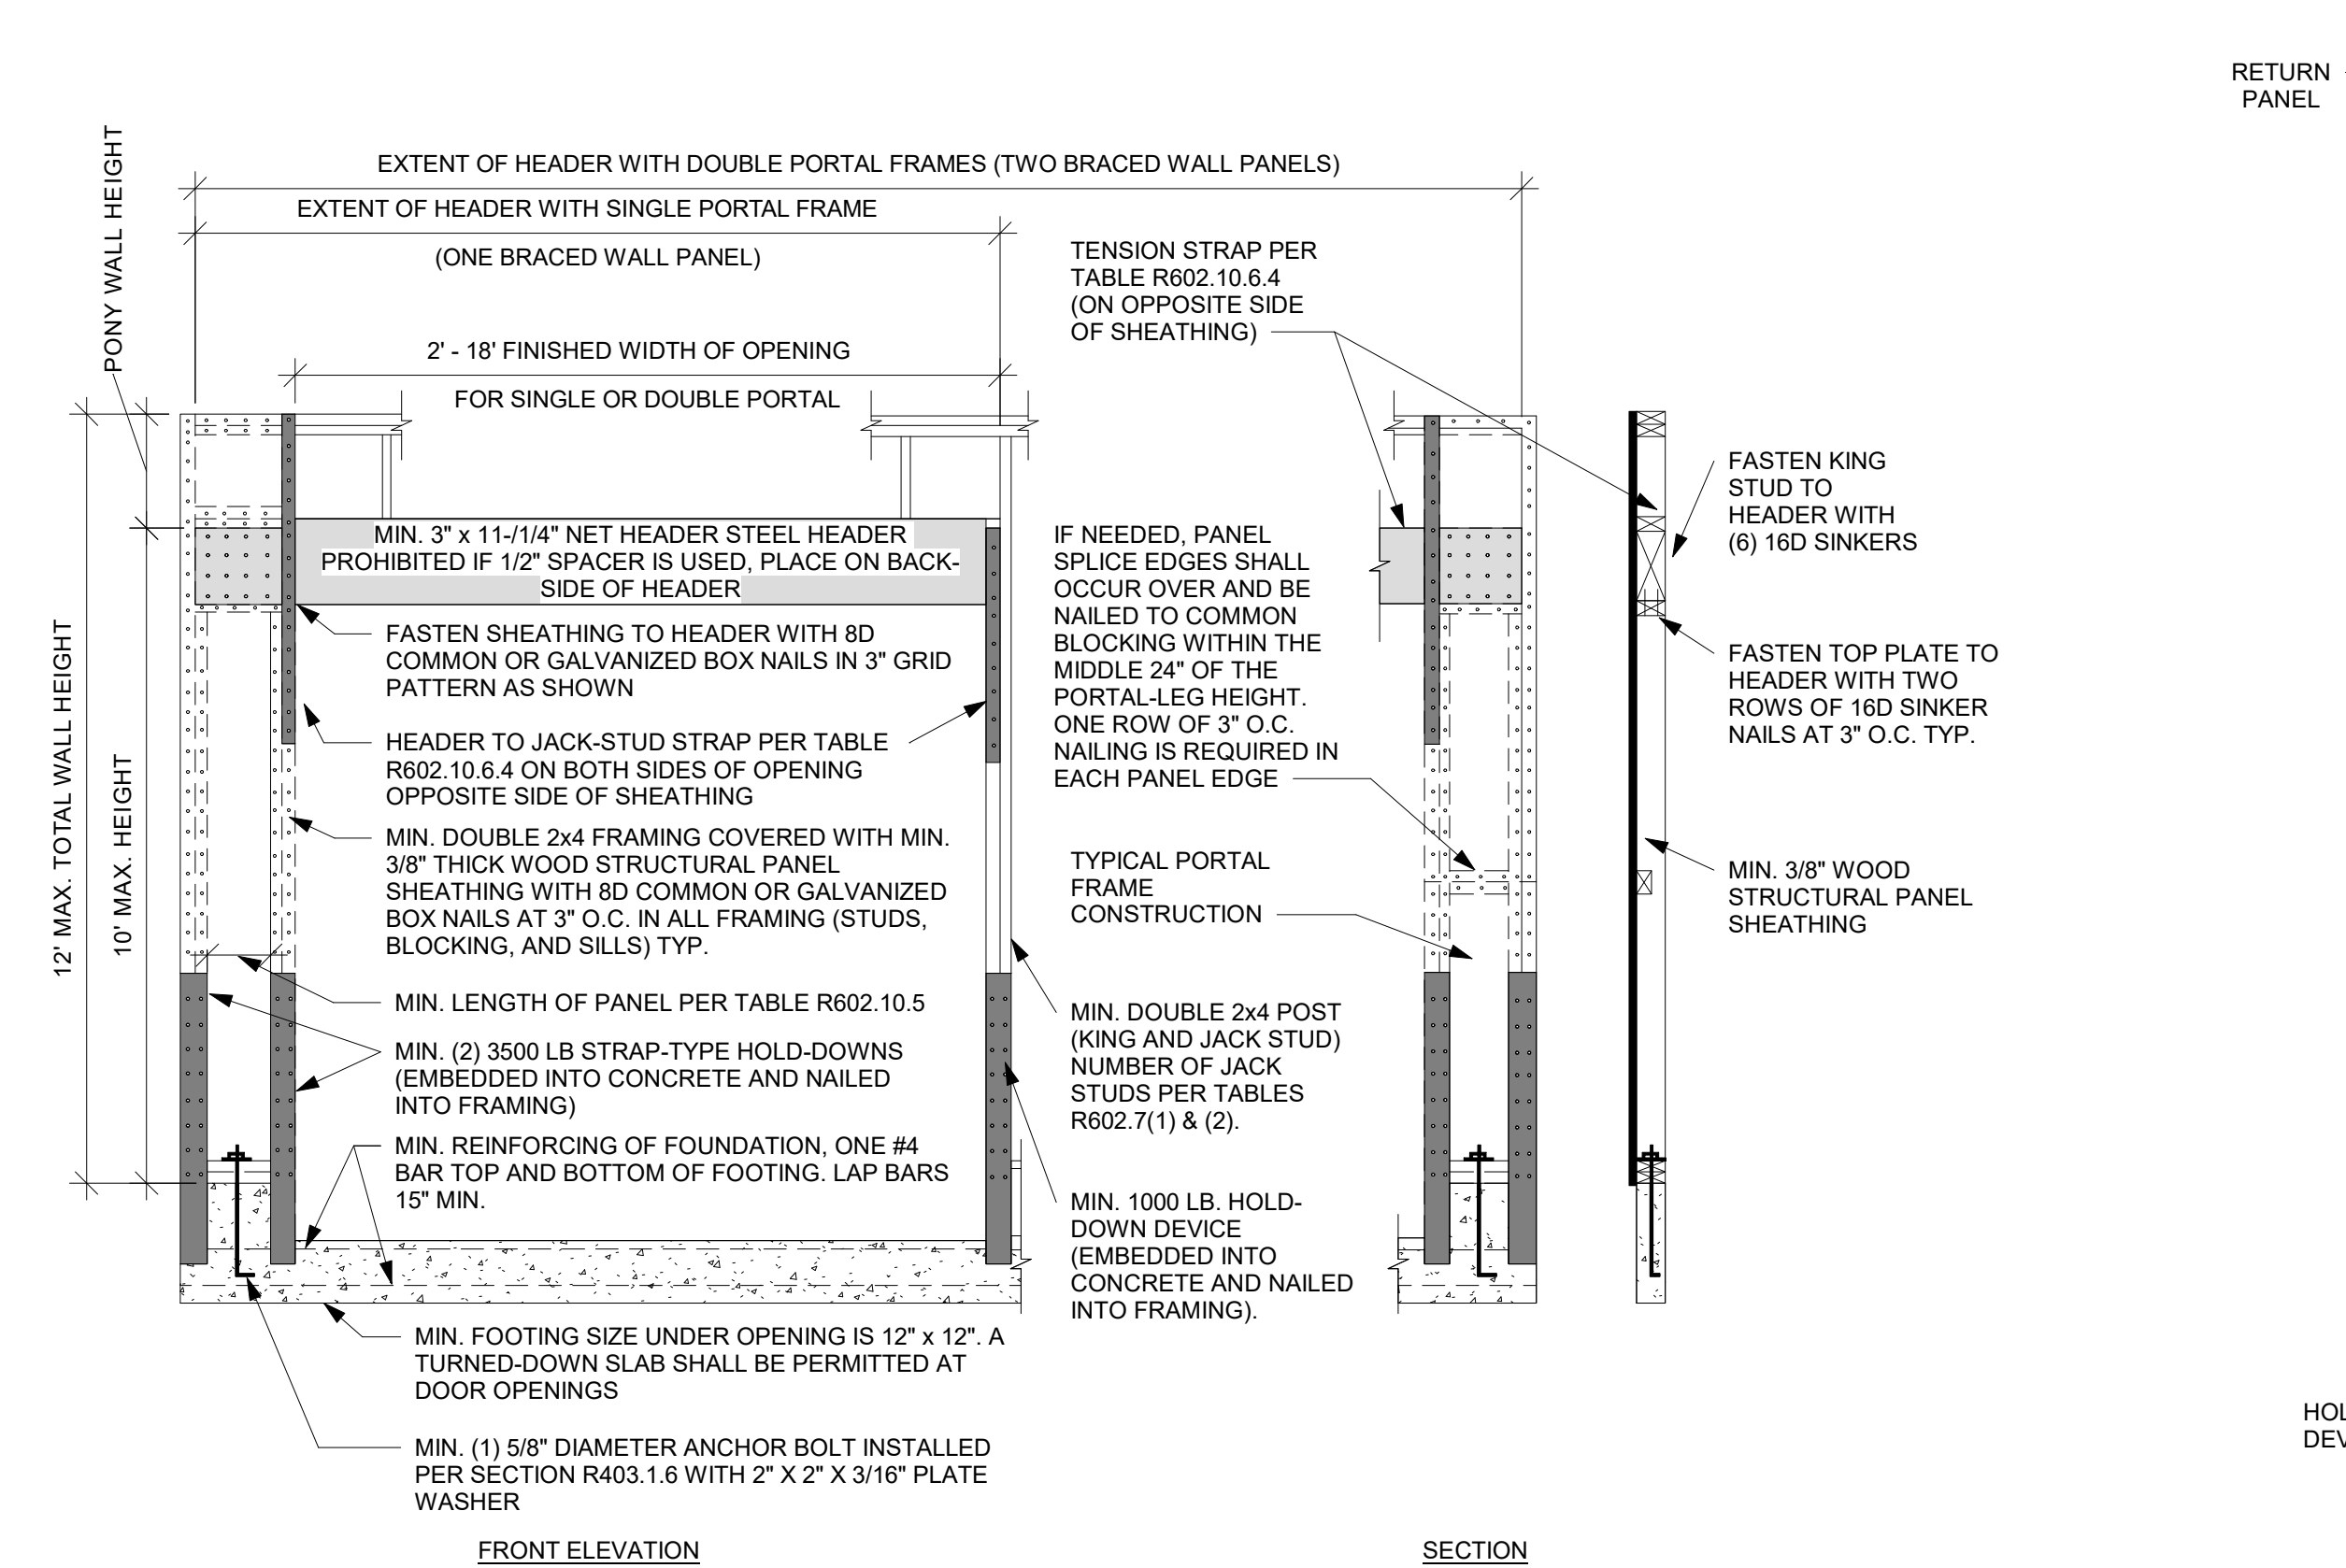 RETURN
PANEL
PONY WALL HEIGHT
EXTENT OF HEADER WITH DOUBLE PORTAL FRAMES (TWO BRACED WALL PANELS)
EXTENT OF HEADER WITH SINGLE PORTAL FRAME
(ONE BRACED WALL PANEL)
2' - 18' FINISHED WIDTH OF OPENING
FOR SINGLE OR DOUBLE PORTAL
TENSION STRAP PER
TABLE R602.10.6.4
(ON OPPOSITE SIDE
OF SHEATHING)
12' MAX. TOTAL WALL HEIGHT
10' MAX. HEIGHT
MIN. 3" x 11-/1/4" NET HEADER STEEL HEADER
PROHIBITED IF 1/2" SPACER IS USED, PLACE ON BACK-
SIDE OF HEADER
FASTEN SHEATHING TO HEADER WITH 8D
COMMON OR GALVANIZED BOX NAILS IN 3" GRID
PATTERN AS SHOWN
HEADER TO JACK-STUD STRAP PER TABLE
R602.10.6.4 ON BOTH SIDES OF OPENING
OPPOSITE SIDE OF SHEATHING
MIN. DOUBLE 2x4 FRAMING COVERED WITH MIN.
3/8" THICK WOOD STRUCTURAL PANEL
SHEATHING WITH 8D COMMON OR GALVANIZED
BOX NAILS AT 3" O.C. IN ALL FRAMING (STUDS,
BLOCKING, AND SILLS) TYP.
MIN. LENGTH OF PANEL PER TABLE R602.10.5
MIN. (2) 3500 LB STRAP-TYPE HOLD-DOWNS
(EMBEDDED INTO CONCRETE AND NAILED
INTO FRAMING)
MIN. REINFORCING OF FOUNDATION, ONE #4
BAR TOP AND BOTTOM OF FOOTING. LAP BARS
15" MIN.
MIN. FOOTING SIZE UNDER OPENING IS 12" x 12". A
TURNED-DOWN SLAB SHALL BE PERMITTED AT
DOOR OPENINGS
MIN. (1) 5/8" DIAMETER ANCHOR BOLT INSTALLED
PER SECTION R403.1.6 WITH 2" X 2" X 3/16" PLATE
WASHER
FRONT ELEVATION
IF NEEDED, PANEL
SPLICE EDGES SHALL
OCCUR OVER AND BE
NAILED TO COMMON
BLOCKING WITHIN THE
MIDDLE 24" OF THE
PORTAL-LEG HEIGHT.
ONE ROW OF 3" O.C.
NAILING IS REQUIRED IN
EACH PANEL EDGE
TYPICAL PORTAL
FRAME
CONSTRUCTION
MIN. DOUBLE 2x4 POST
(KING AND JACK STUD)
NUMBER OF JACK
STUDS PER TABLES
R602.7(1) & (2).
MIN. 1000 LB. HOLD-
DOWN DEVICE
(EMBEDDED INTO
CONCRETE AND NAILED
INTO FRAMING).
FASTEN KING
STUD TO
HEADER WITH
(6) 16D SINKERS
FASTEN TOP PLATE TO
HEADER WITH TWO
ROWS OF 16D SINKER
NAILS AT 3" O.C. TYP.
MIN. 3/8" WOOD
STRUCTURAL PANEL
SHEATHING
SECTION
HOL
DEV